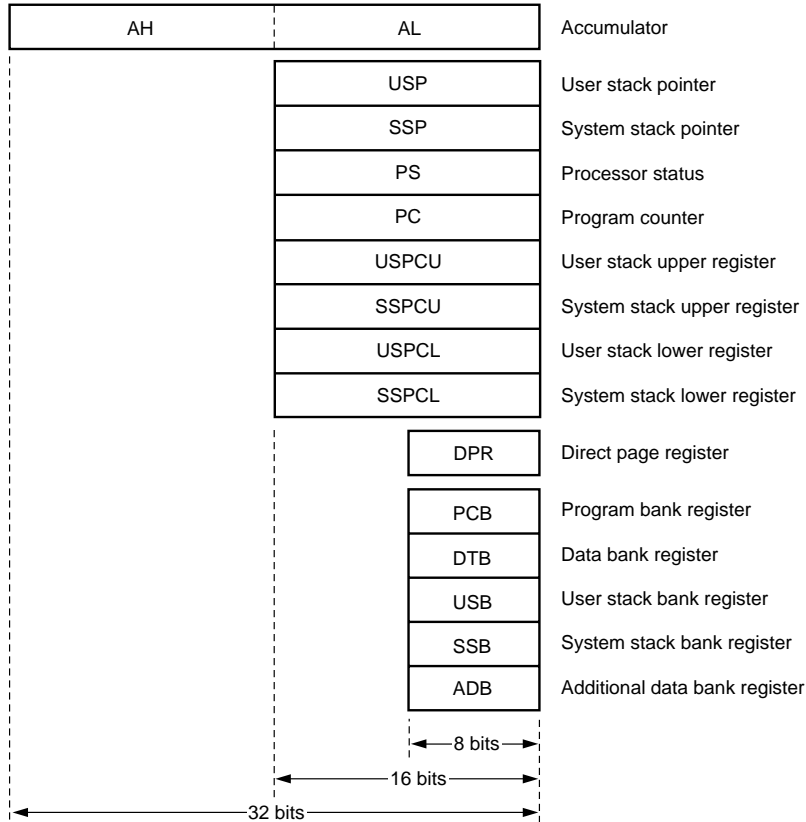 AH AL Accumulator
USP User stack pointer
SSP System stack pointer
PS Processor status
PC Program counter
USPCU User stack upper register
SSPCU System stack upper register
USPCL User stack lower register
SSPCL System stack lower register
DPR Direct page register
PCB Program bank register
DTB Data bank register
USB User stack bank register
SSB System stack bank register
ADB Additional data bank register
8 bits
16 bits
32 bits